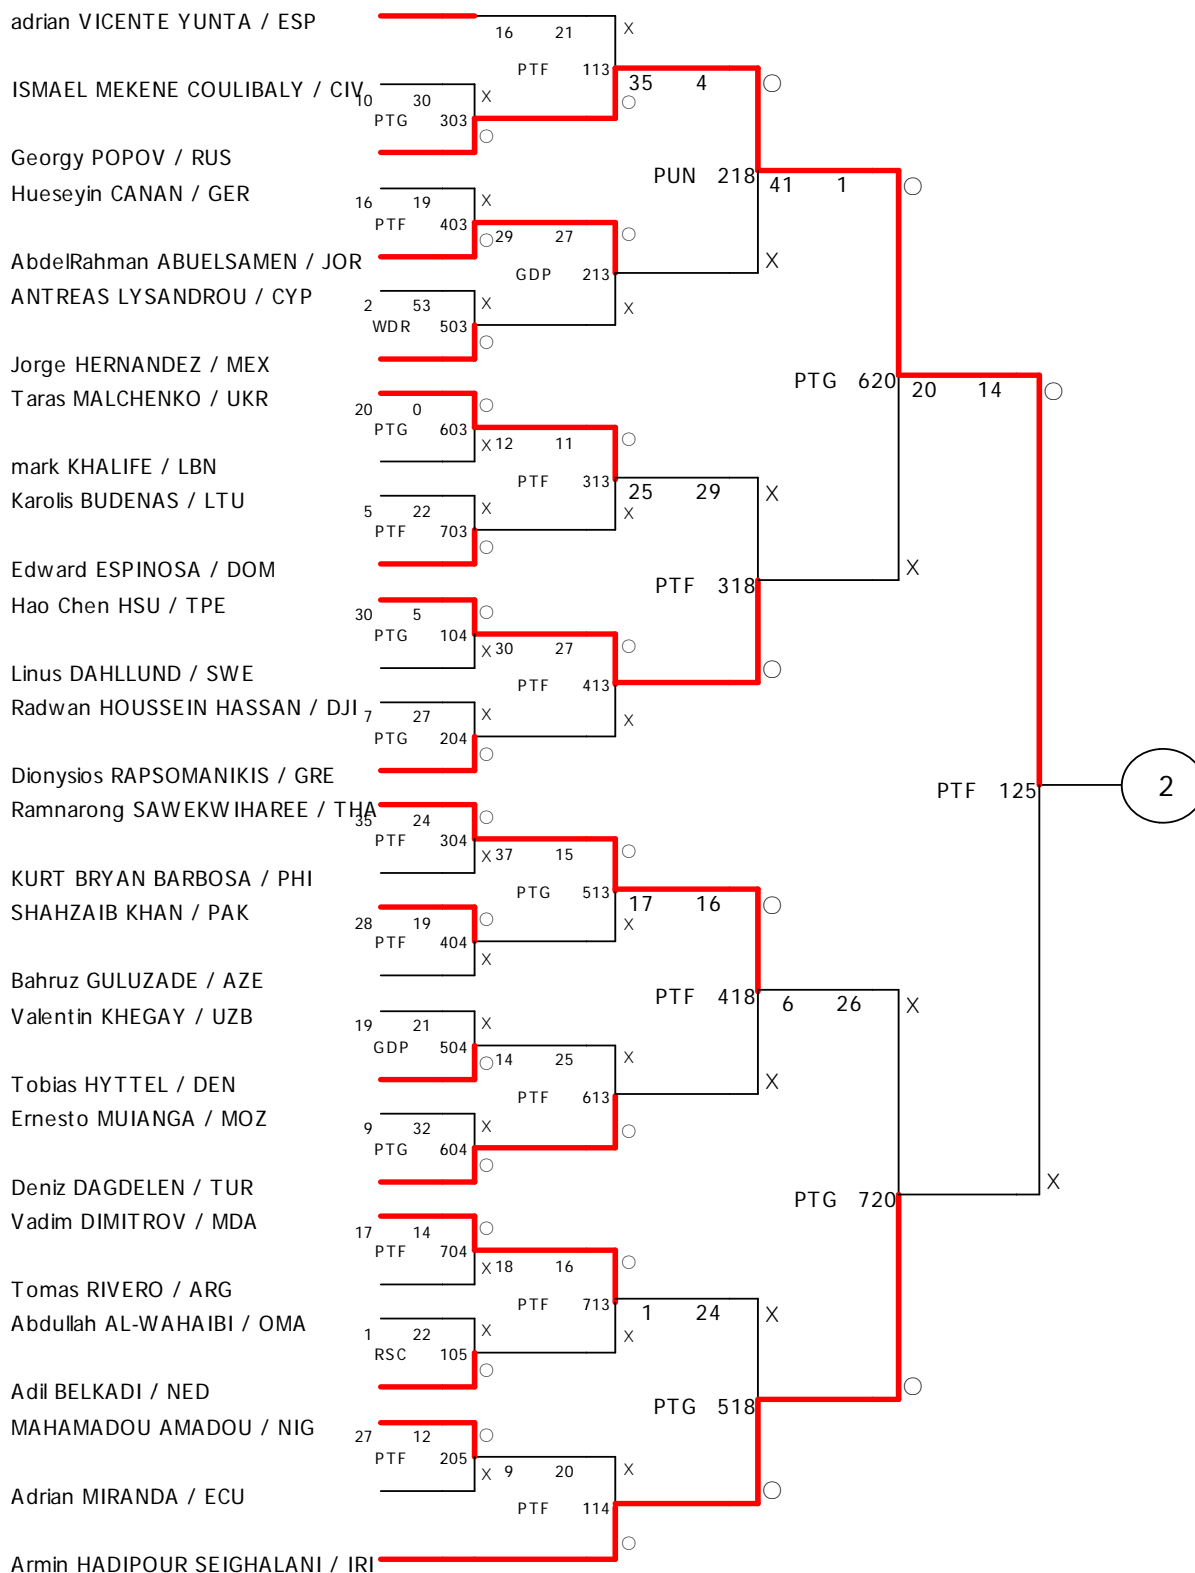 adrian VICENTE YUNTA / ESP
16 21 X
PTF 113
35 4 ○
ISMAEL MEKENE COULIBALY / CIV
10 30 X
○
PTG 303
○
Georgy POPOV / RUS
PUN 218
41 1 ○
Hueseyin CANAN / GER
16 19 X
PTF 403
○ 29 27 ○
AbdelRahman ABUELSAMEN / JOR
X
GDP 213
ANTREAS LYSANDROU / CYP
2 53 X
X
WDR 503
○
Jorge HERNANDEZ / MEX
PTG 620
20 14 ○
Taras MALCHENKO / UKR
20 0 ○
PTG 603
X 12 11 ○
mark KHALIFE / LBN
PTF 313
25 29 X
Karolis BUDENAS / LTU
5 22 X
X
PTF 703
○
Edward ESPINOSA / DOM
X
PTF 318
Hao Chen HSU / TPE
30 5 ○
PTG 104
X 30 27 ○
Linus DAHLLUND / SWE
○
PTF 413
Radwan HOUSSEIN HASSAN / DJI
7 27 X
X
PTG 204
○
Dionysios RAPSOMANIKIS / GRE
PTF 125
2
Ramnarong SAWEKWIHAREE / THA
35 24 ○
PTF 304
X 37 15 ○
KURT BRYAN BARBOSA / PHI
PTG 513
17 16 ○
SHAHZAIB KHAN / PAK
28 19 ○
X
PTF 404
X
Bahruz GULUZADE / AZE
PTF 418
6 26 X
Valentin KHEGAY / UZB
19 21 X
GDP 504
○ 14 25 X
Tobias HYTTEL / DEN
X
PTF 613
Ernesto MUIANGA / MOZ
9 32 X
○
PTG 604
○
Deniz DAGDELEN / TUR
X
PTG 720
Vadim DIMITROV / MDA
17 14 ○
PTF 704
X 18 16 ○
Tomas RIVERO / ARG
PTF 713
1 24 X
Abdullah AL-WAHAIBI / OMA
1 22 X
X
RSC 105
○
Adil BELKADI / NED
○
PTG 518
MAHAMADOU AMADOU / NIG
27 12 ○
PTF 205
X 9 20 X
Adrian MIRANDA / ECU
○
PTF 114
○
Armin HADIPOUR SEIGHALANI / IRI